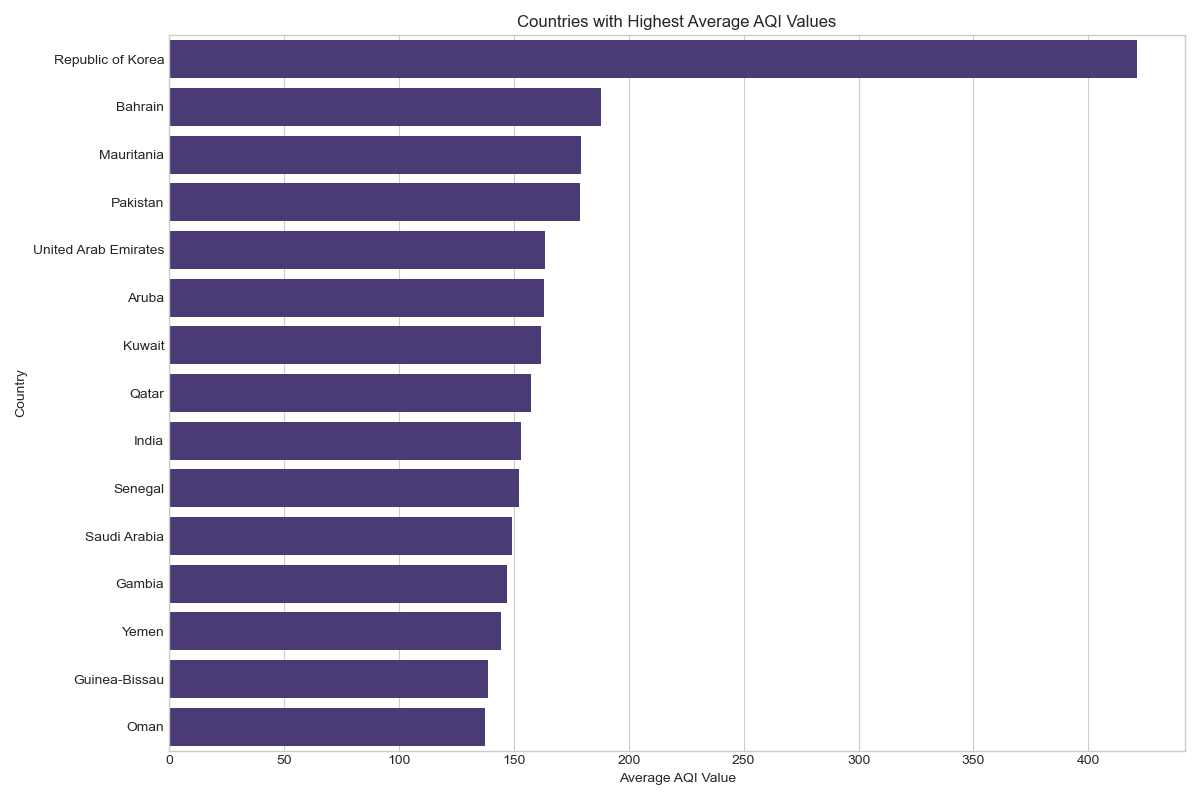 Countries with Highest Average AQI Values
Republic of Korea
Bahrain
Mauritania
Pakistan
United Arab Emirates
Aruba
Kuwait
Qatar
India
Senegal
Saudi Arabia
Gambia
Yemen
Guinea-Bissau
Oman
Country
0 50 100 150 200 250 300 350 400
Average AQI Value